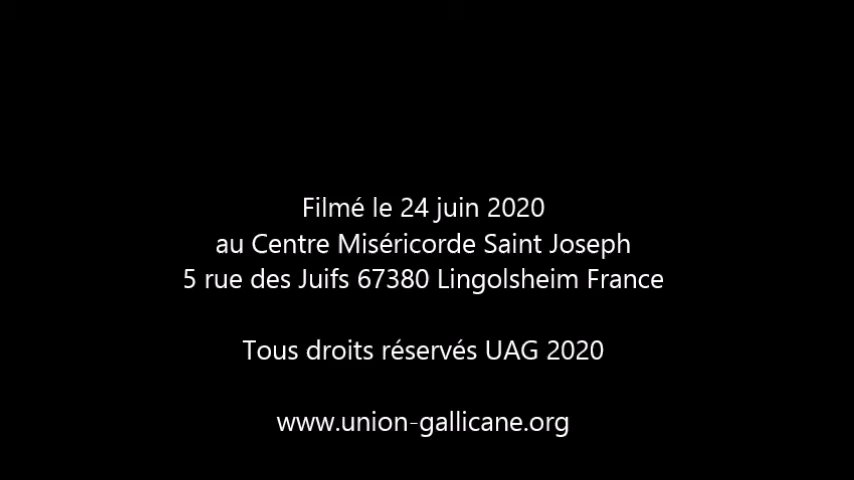 Filmé le 24 juin 2020
au Centre Miséricorde Saint Joseph
5 rue des Juifs 67380 Lingolsheim France
Tous droits réservés UAG 2020
www.union-gallicane.org